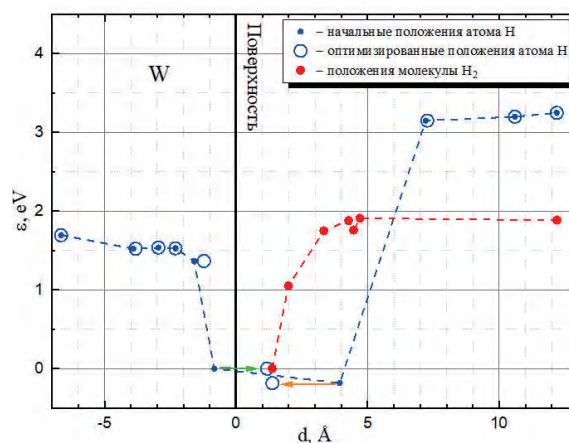 4
3
2
1
0
-5
0
5
10
ε, eV
d, Å
W
Поверхность
– начальные положения атома H
– оптимизированные положения атома H
– положения молекулы H₂